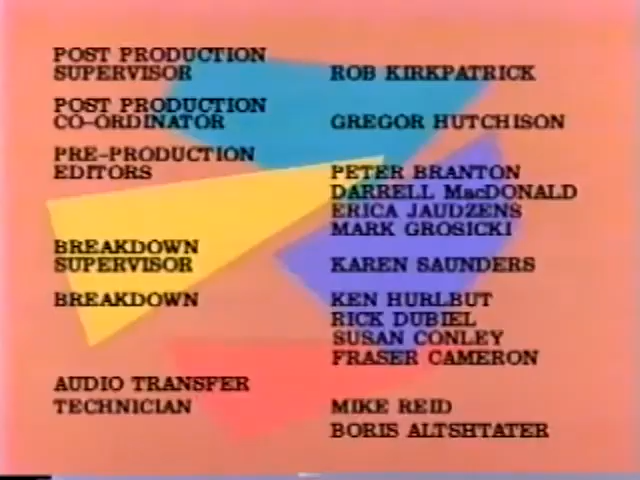 POST PRODUCTION
SUPERVISOR ROB KIRKPATRICK
POST PRODUCTION
CO-ORDINATOR GREGOR HUTCHISON
PRE-PRODUCTION
EDITORS PETER BRANTON
DARRELL MacDONALD
ERICA JAUDZENS
MARK GROSICKI
BREAKDOWN
SUPERVISOR KAREN SAUNDERS
BREAKDOWN KEN HURLBUT
RICK DUBIEL
SUSAN CONLEY
FRASER CAMERON
AUDIO TRANSFER
TECHNICIAN MIKE REID
BORIS ALTSHTATER